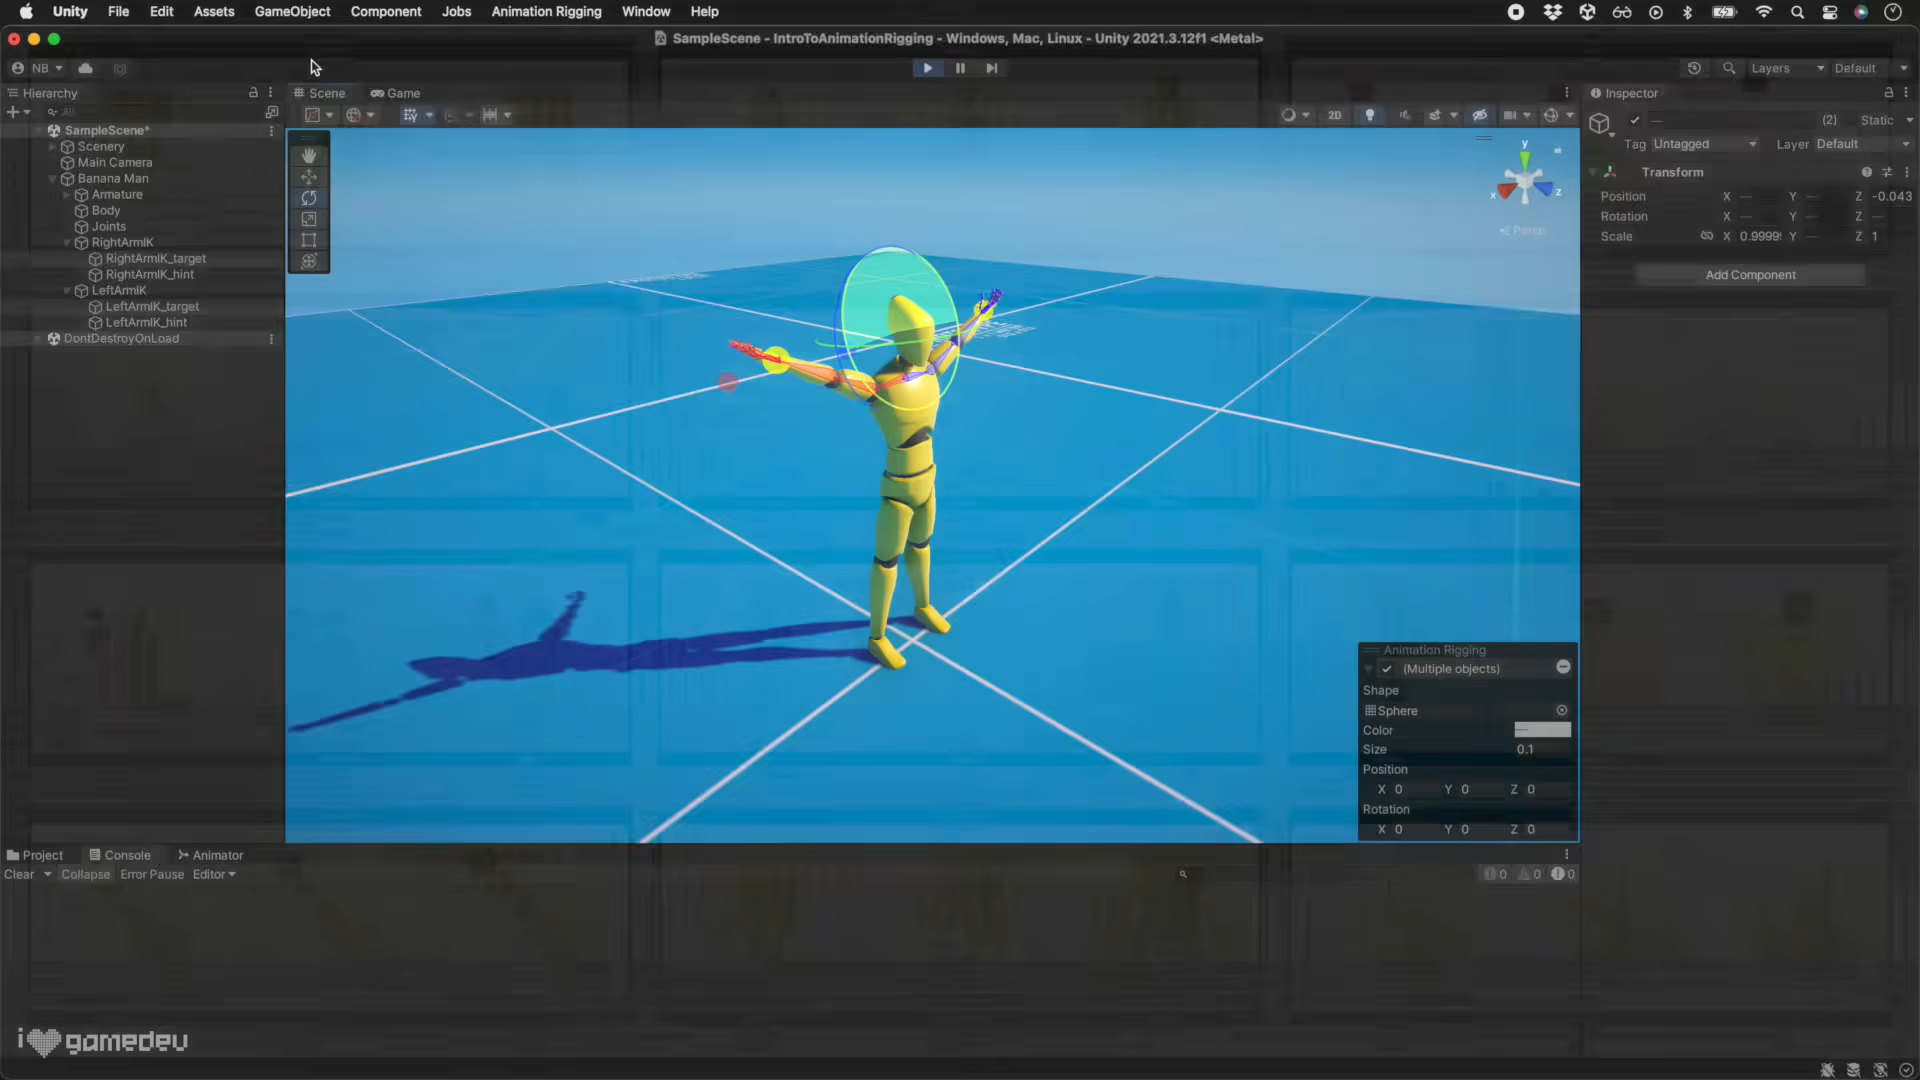 Unity File Edit Assets GameObject Component Jobs Animation Rigging Window Help
SampleScene - IntroToAnimationRigging - Windows, Mac, Linux - Unity 2021.3.12f1 <Metal>
NB
Layers Default
Hierarchy
Scene Game
Inspector
All
2D
SampleScene*
Scenery
Main Camera
Banana Man
Armature
Body
Joints
RightArmIK
RightArmIK_target
RightArmIK_hint
LeftArmIK
LeftArmIK_target
LeftArmIK_hint
DontDestroyOnLoad
y
x
z
Persp
— (2) Static
Tag Untagged Layer Default
Transform
Position X — Y — Z -0.043
Rotation X — Y — Z —
Scale X 0.9999 Y — Z 1
Add Component
Animation Rigging
(Multiple objects)
Shape
Sphere
Color —
Size 0.1
Position
X 0 Y 0 Z 0
Rotation
X 0 Y 0 Z 0
Project Console Animator
Clear Collapse Error Pause Editor
0 0 0
i gamedev